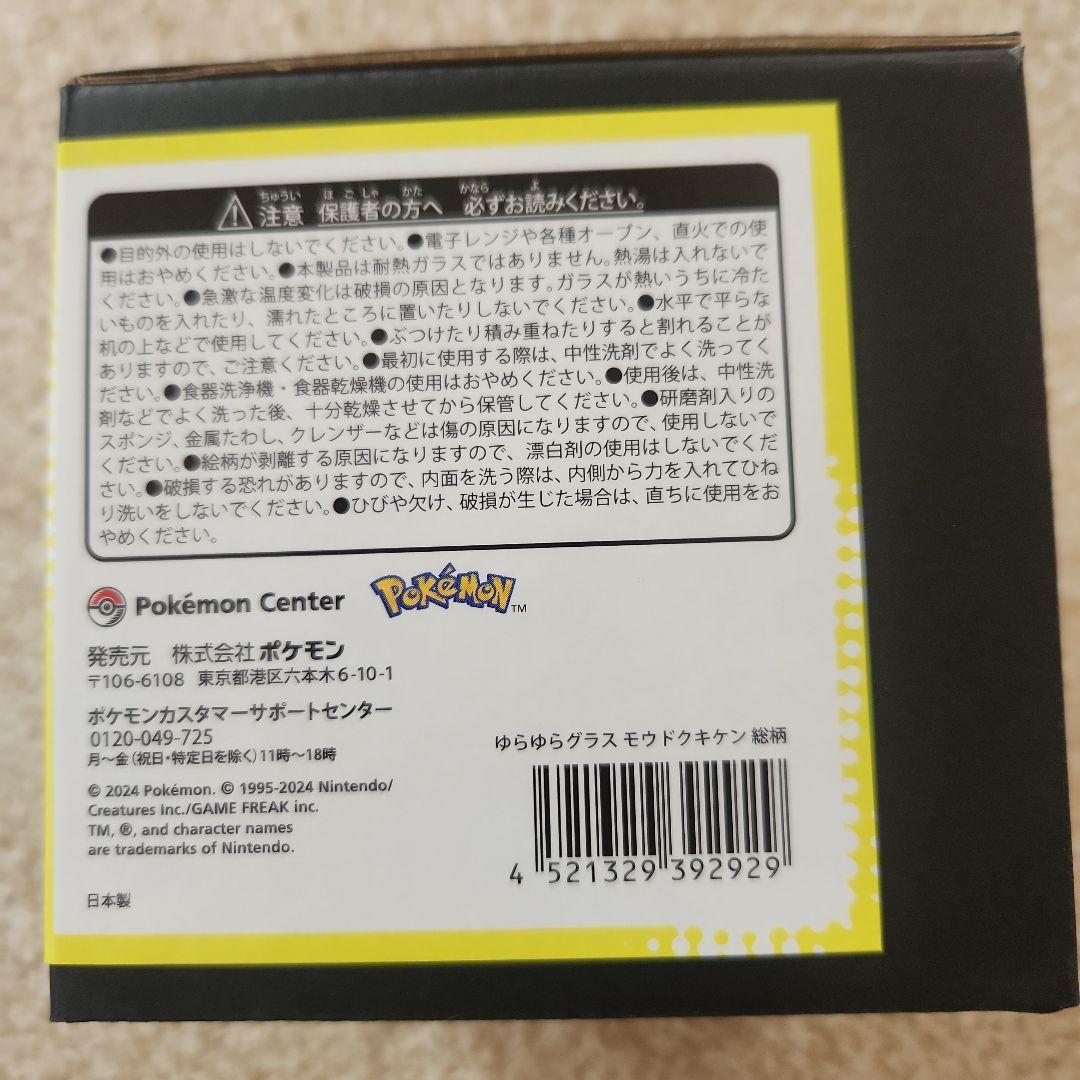 ⚠注意 保護者の方へ 必ずお読みください。
ちゅうい ほごしゃ かた かなら よ
●目的外の使用はしないでください。●電子レンジや各種オーブン、直火での使
用はおやめください。●本製品は耐熱ガラスではありません。熱湯は入れないで
ください。●急激な温度変化は破損の原因となります。ガラスが熱いうちに冷た
いものを入れたり、濡れたところに置いたりしないでください。●水平で平らな
机の上などで使用してください。●ぶつけたり積み重ねたりすると割れることが
ありますので、ご注意ください。●最初に使用する際は、中性洗剤でよく洗ってく
ださい。●食器洗浄機・食器乾燥機の使用はおやめください。●使用後は、中性洗
剤などでよく洗った後、十分乾燥させてから保管してください。●研磨剤入りの
スポンジ、金属たわし、クレンザーなどは傷の原因になりますので、使用しないで
ください。●絵柄が剥離する原因になりますので、漂白剤の使用はしないでくだ
さい。●破損する恐れがありますので、内面を洗う際は、内側から力を入れてひね
り洗いをしないでください。●ひびや欠け、破損が生じた場合は、直ちに使用をお
やめください。
Pokémon Center POKéMON™
発売元 株式会社ポケモン
〒106-6108 東京都港区六本木6-10-1
ポケモンカスタマーサポートセンター
0120-049-725
月～金（祝日・特定日を除く）11時～18時
© 2024 Pokémon. © 1995-2024 Nintendo/
Creatures Inc./GAME FREAK inc.
TM, ®, and character names
are trademarks of Nintendo.
日本製
ゆらゆらグラス モウドクキケン 総柄
4 521329 392929